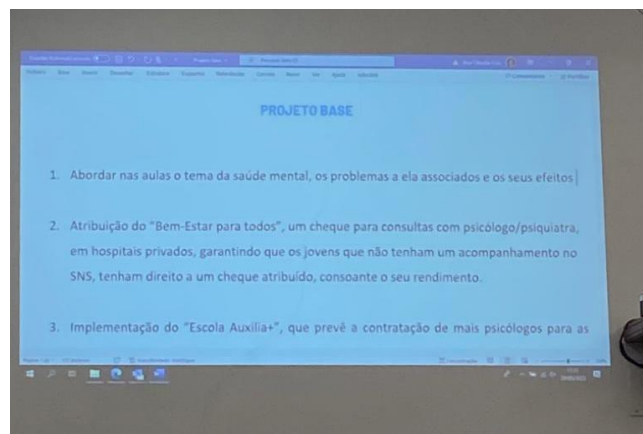 PROJETO BASE
1. Abordar nas aulas o tema da saúde mental, os problemas a ela associados e os seus efeitos
2. Atribuição do "Bem-Estar para todos", um cheque para consultas com psicólogo/psiquiatra,
em hospitais privados, garantindo que os jovens que não tenham um acompanhamento no
SNS, tenham direito a um cheque atribuído, consoante o seu rendimento.
3. Implementação do "Escola Auxilia+", que prevê a contratação de mais psicólogos para as